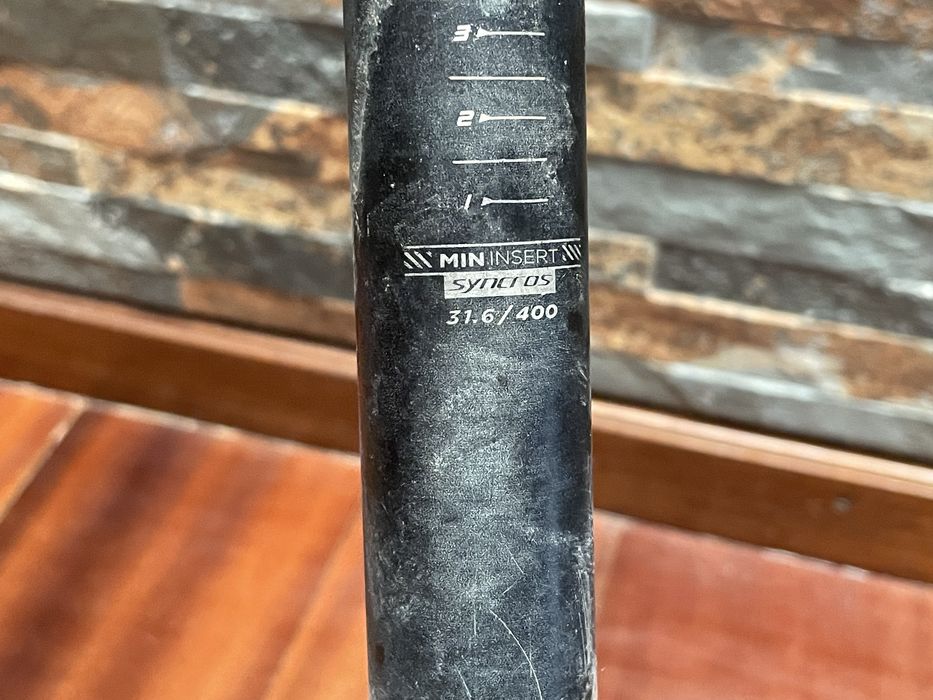 3
2
1
MIN INSERT
syncros
31.6/400